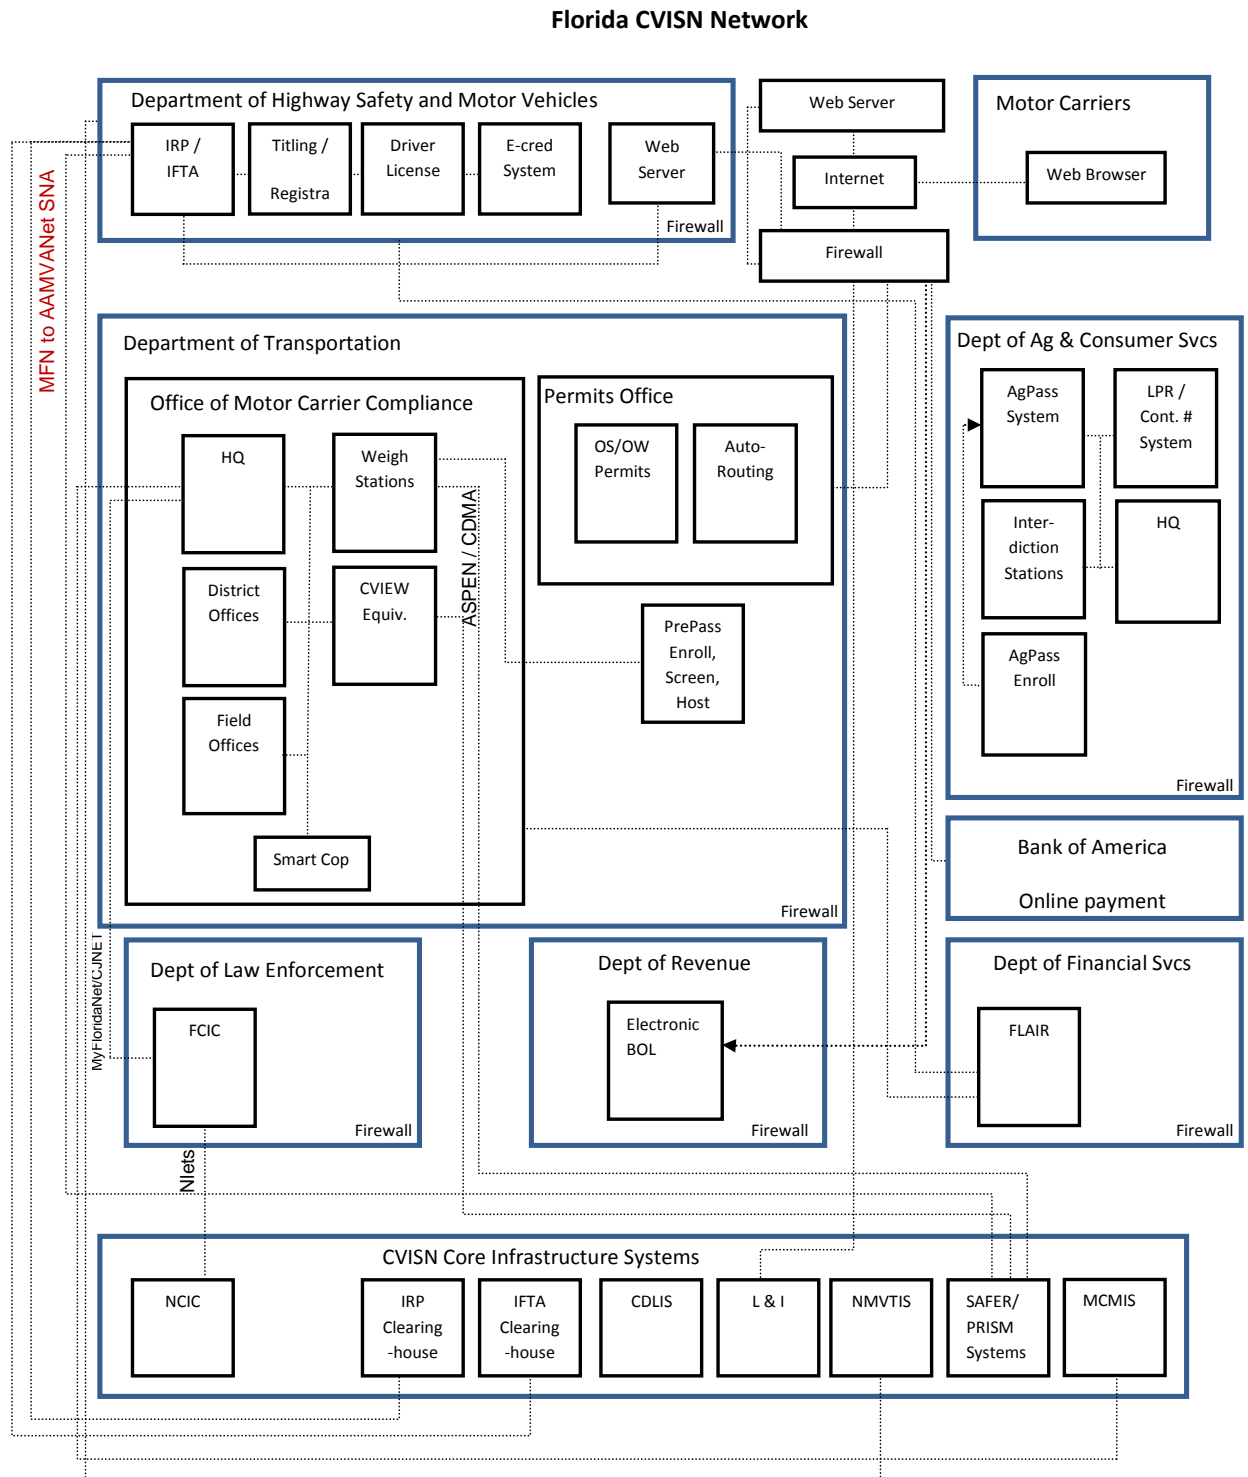 Florida CVISN Network
Department of Highway Safety and Motor Vehicles
IRP /
IFTA
Titling /
Registra
Driver
License
E-cred
System
Web
Server
Firewall
Web Server
Internet
Firewall
Motor Carriers
Web Browser
MFN to AAMVANet SNA
Department of Transportation
Office of Motor Carrier Compliance
HQ
Weigh
Stations
District
Offices
CVIEW
Equiv.
Field
Offices
Smart Cop
ASPEN / CDMA
Permits Office
OS/OW
Permits
Auto-
Routing
PrePass
Enroll,
Screen,
Host
Firewall
Dept of Ag & Consumer Svcs
AgPass
System
LPR /
Cont. #
System
Inter-
diction
Stations
HQ
AgPass
Enroll
Firewall
Bank of America
Online payment
MyFloridaNet/CJNET
Dept of Law Enforcement
FCIC
Firewall
Dept of Revenue
Electronic
BOL
Firewall
Dept of Financial Svcs
FLAIR
Firewall
Nlets
CVISN Core Infrastructure Systems
NCIC
IRP
Clearing
-house
IFTA
Clearing
-house
CDLIS
L & I
NMVTIS
SAFER/
PRISM
Systems
MCMIS